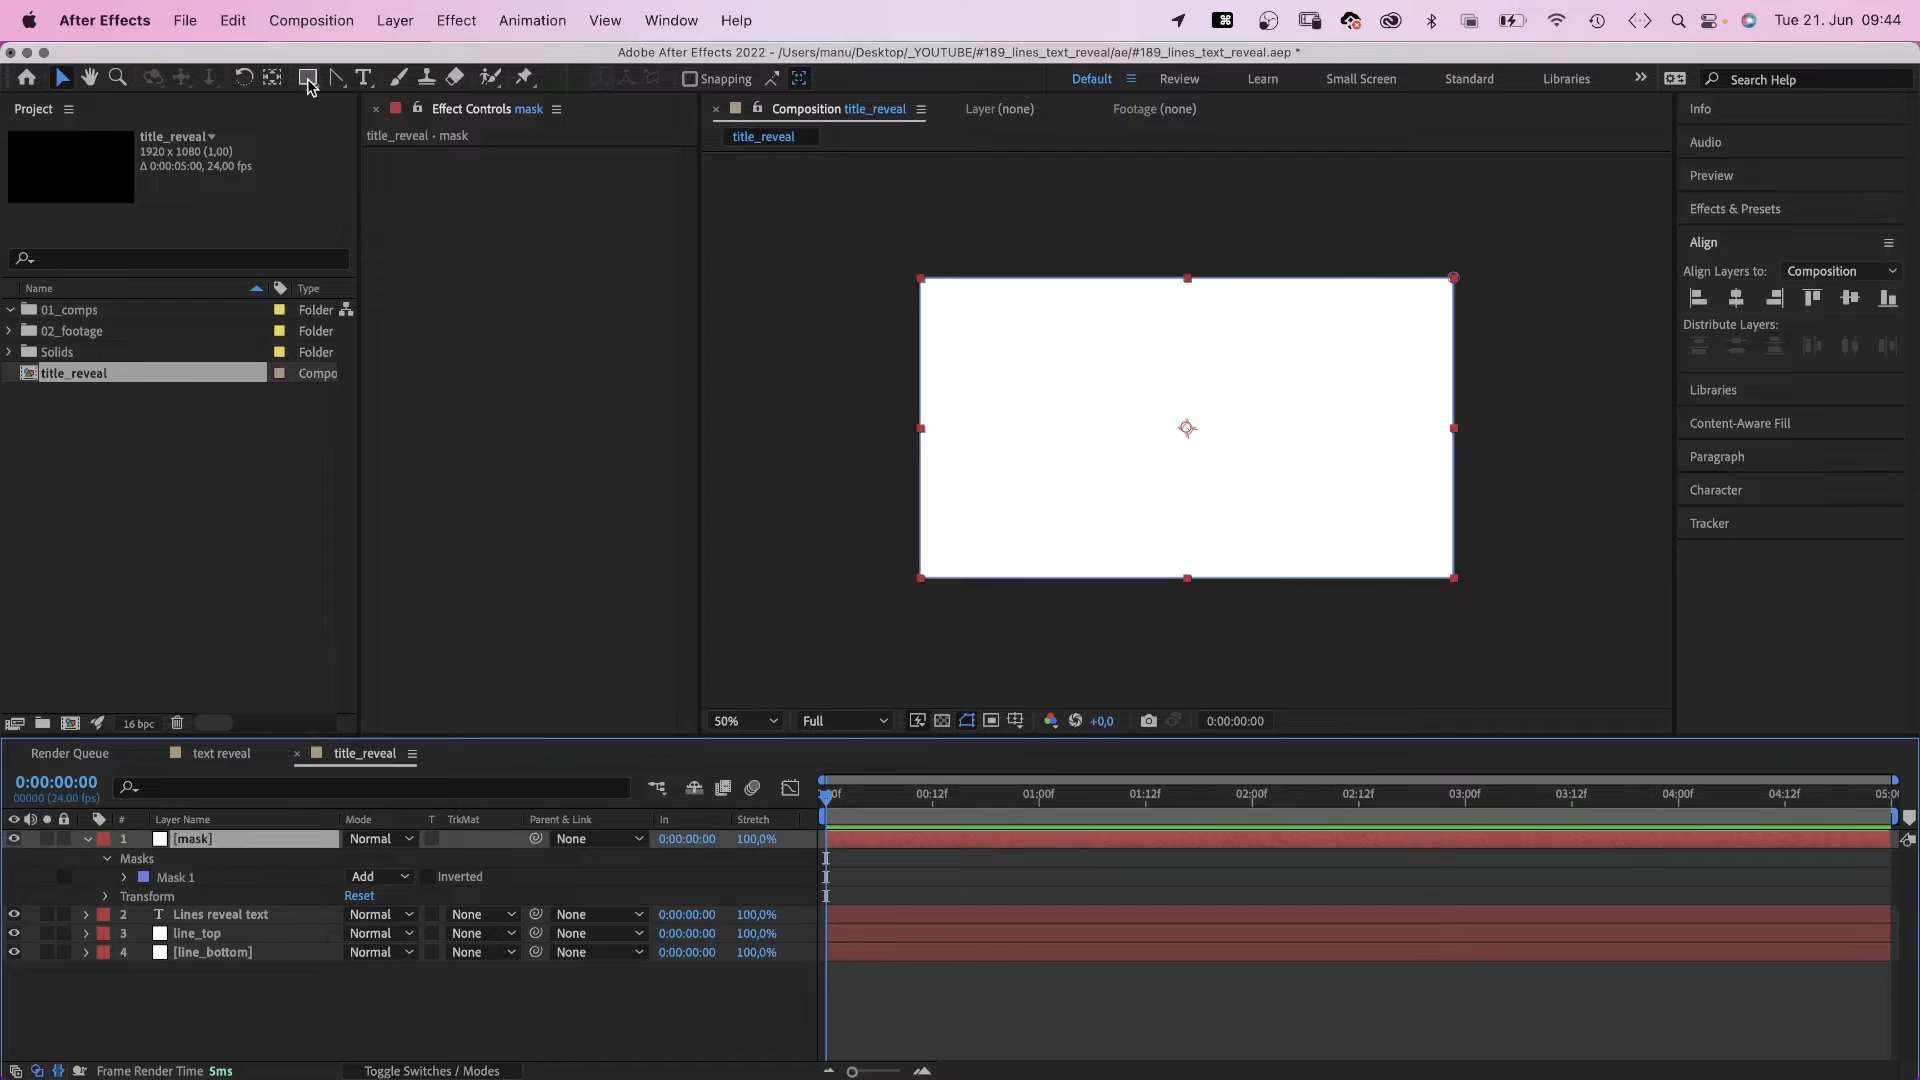 After Effects File Edit Composition Layer Effect Animation View Window Help Tue 21. Jun 09:44
Adobe After Effects 2022 - /Users/manu/Desktop/_YOUTUBE/#189_lines_text_reveal/ae/#189_lines_text_reveal.aep *
Snapping Default Review Learn Small Screen Standard Libraries Search Help
Project
title_reveal
1920 x 1080 (1,00)
Δ 0:00:05:00, 24,00 fps
Name Type
01_comps Folder
02_footage Folder
Solids Folder
title_reveal Compo
16 bpc
Effect Controls mask
title_reveal • mask
Composition title_reveal Layer (none) Footage (none)
title_reveal
50% Full +0,0 0:00:00:00
Info
Audio
Preview
Effects & Presets
Align
Align Layers to: Composition
Distribute Layers:
Libraries
Content-Aware Fill
Paragraph
Character
Tracker
Render Queue text reveal title_reveal
0:00:00:00
00000 (24.00 fps)
00:12f 01:00f 01:12f 02:00f 02:12f 03:00f 03:12f 04:00f 04:12f
# Layer Name Mode T TrkMat Parent & Link In Stretch
1 [mask] Normal None 0:00:00:00 100,0%
Masks
Mask 1 Add Inverted
Transform Reset
2 T Lines reveal text Normal None None 0:00:00:00 100,0%
3 line_top Normal None None 0:00:00:00 100,0%
4 [line_bottom] Normal None None 0:00:00:00 100,0%
Frame Render Time 5ms Toggle Switches / Modes